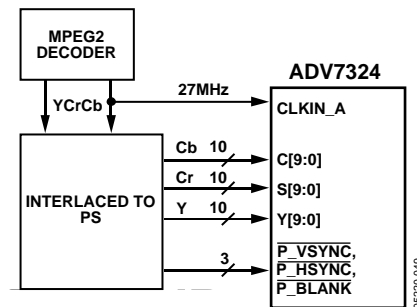 MPEG2
DECODER
YCrCb
27MHz
ADV7324
CLKIN_A
INTERLACED TO
PS
Cb 10
Cr 10
Y 10
3
C[9:0]
S[9:0]
Y[9:0]
P_VSYNC,
P_HSYNC,
P_BLANK